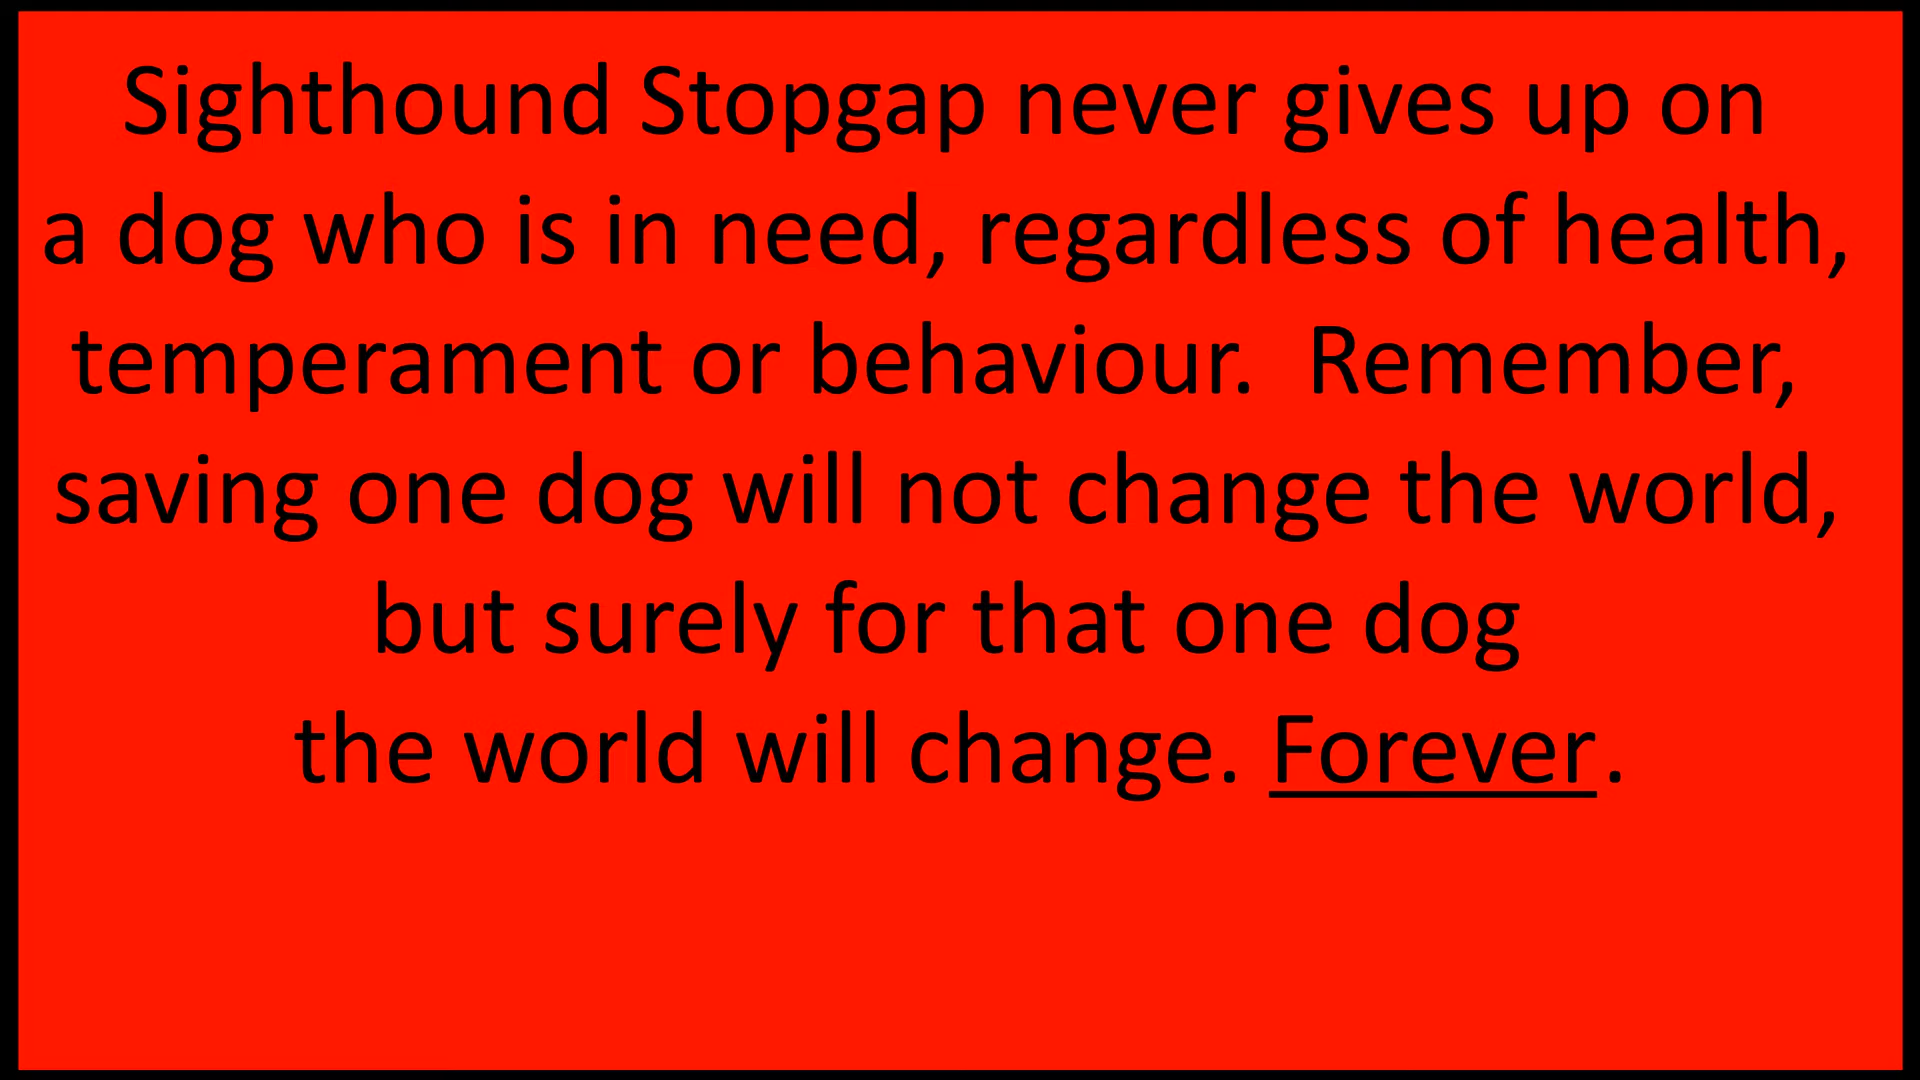 Sighthound Stopgap never gives up on
a dog who is in need, regardless of health,
temperament or behaviour.  Remember,
saving one dog will not change the world,
but surely for that one dog
the world will change. Forever.